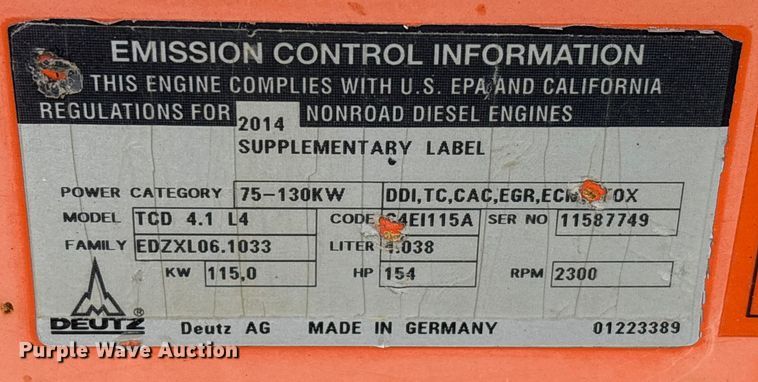 EMISSION CONTROL INFORMATION
THIS ENGINE COMPLIES WITH U.S. EPA AND CALIFORNIA
REGULATIONS FOR 2014 NONROAD DIESEL ENGINES
SUPPLEMENTARY LABEL
POWER CATEGORY 75-130KW DDI,TC,CAC,EGR,
MODEL TCD 4.1 L4 CODE SER NO 11587749
FAMILY EDZXL06.1033 LITER 4.038
KW 115,0 HP 154 RPM 2300
DEUTZ® Deutz AG MADE IN GERMANY 01223389
Purple Wave Auction